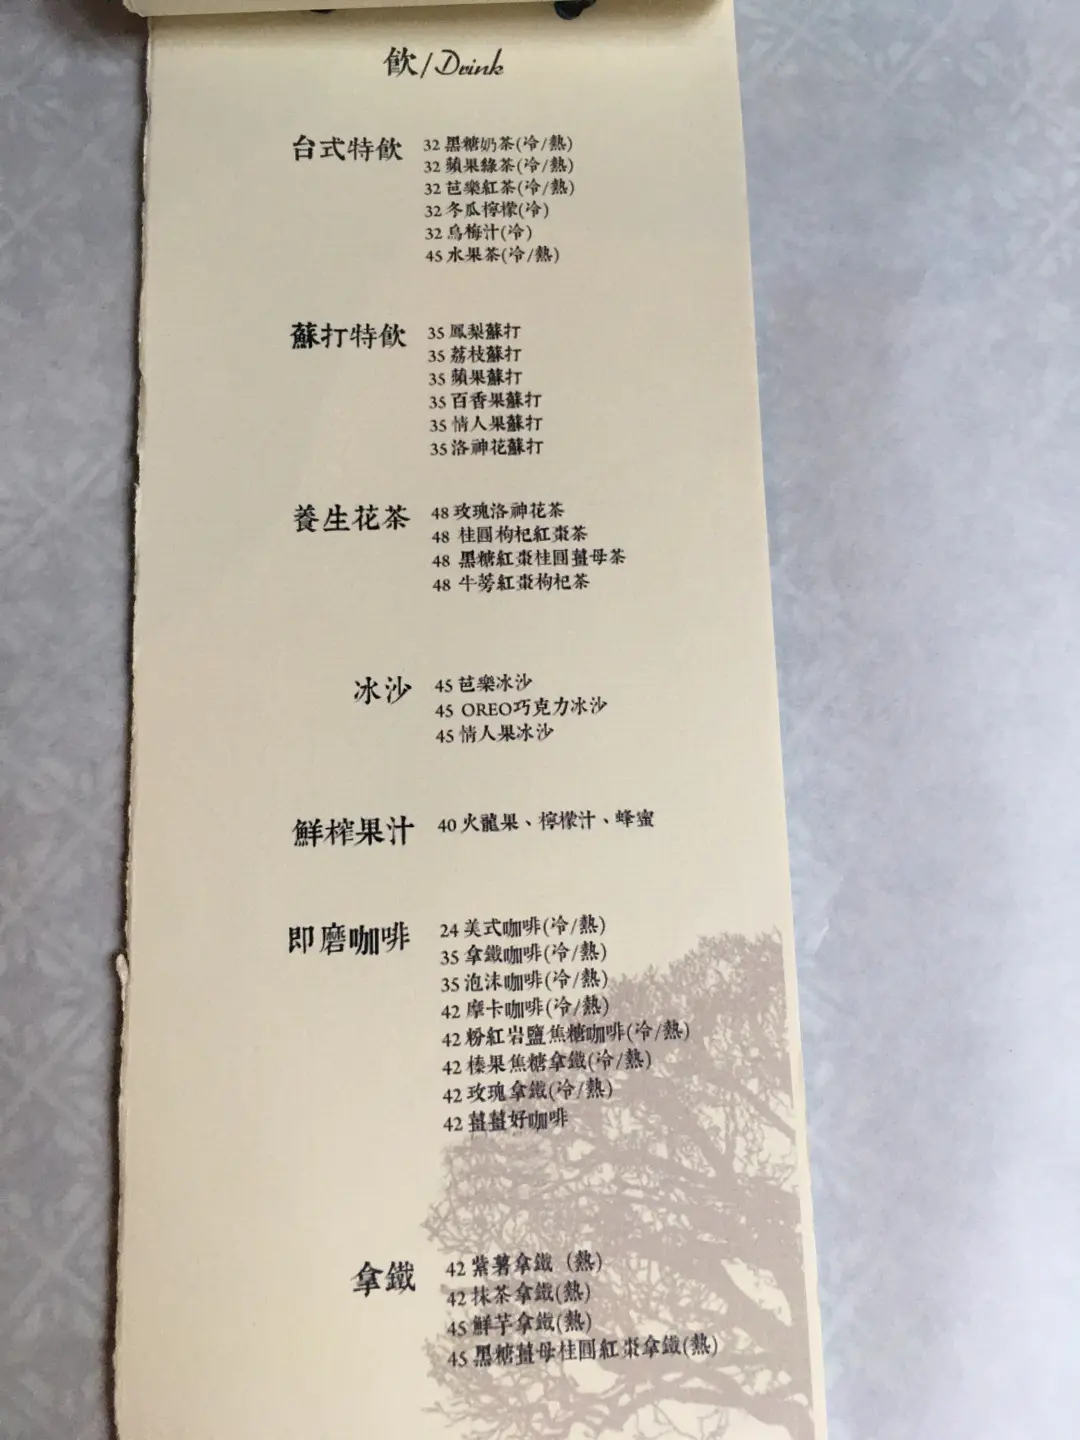 飲/Drink
台式特飲
32 黑糖奶茶(冷/熱)
32 蘋果綠茶(冷/熱)
32 芭樂紅茶(冷/熱)
32 冬瓜檸檬(冷)
32 烏梅汁(冷)
45 水果茶(冷/熱)
蘇打特飲
35 鳳梨蘇打
35 荔枝蘇打
35 蘋果蘇打
35 百香果蘇打
35 情人果蘇打
35 洛神花蘇打
養生花茶
48 玫瑰洛神花茶
48 桂圓枸杞紅棗茶
48 黑糖紅棗桂圓薑母茶
48 牛蒡紅棗枸杞茶
冰沙
45 芭樂冰沙
45 OREO巧克力冰沙
45 情人果冰沙
鮮榨果汁
40 火龍果、檸檬汁、蜂蜜
即磨咖啡
24 美式咖啡(冷/熱)
35 拿鐵咖啡(冷/熱)
35 泡沫咖啡(冷/熱)
42 摩卡咖啡(冷/熱)
42 粉紅岩鹽焦糖咖啡(冷/熱)
42 榛果焦糖拿鐵(冷/熱)
42 玫瑰拿鐵(冷/熱)
42 薑薑好咖啡
拿鐵
42 紫薯拿鐵 (熱)
42 抹茶拿鐵(熱)
45 鮮芋拿鐵(熱)
45 黑糖薑母桂圓紅棗拿鐵(熱)